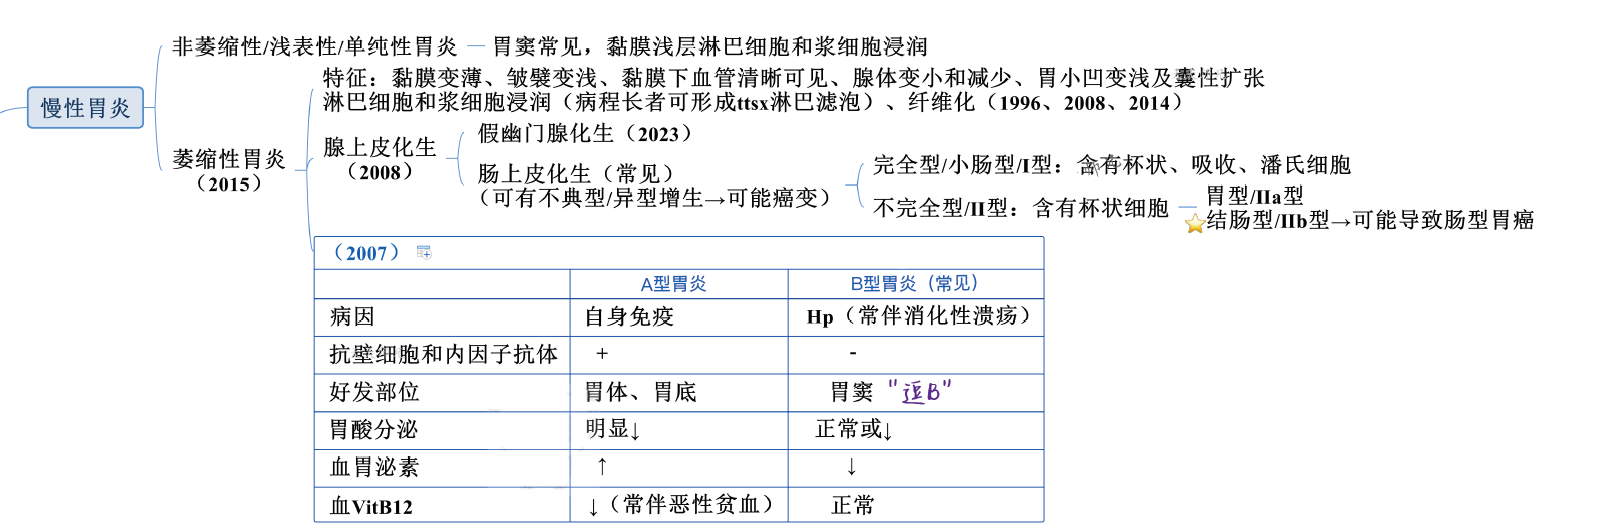 慢性胃炎
非萎缩性/浅表性/单纯性胃炎
胃窦常见，黏膜浅层淋巴细胞和浆细胞浸润
萎缩性胃炎
（2015）
特征：黏膜变薄、皱襞变浅、黏膜下血管清晰可见、腺体变小和减少、胃小凹变浅及囊性扩张
淋巴细胞和浆细胞浸润（病程长者可形成ttsx淋巴滤泡）、纤维化（1996、2008、2014）
腺上皮化生
（2008）
假幽门腺化生（2023）
肠上皮化生（常见）
（可有不典型/异型增生→可能癌变）
完全型/小肠型/I型：含有杯状、吸收、潘氏细胞
不完全型/II型：含有杯状细胞
胃型/IIa型
⭐结肠型/IIb型→可能导致肠型胃癌
（2007）
A型胃炎 B型胃炎（常见）
病因 自身免疫 Hp（常伴消化性溃疡）
抗壁细胞和内因子抗体 + -
好发部位 胃体、胃底 胃窦 "逗B"
胃酸分泌 明显↓ 正常或↓
血胃泌素 ↑ ↓
血VitB12 ↓（常伴恶性贫血） 正常